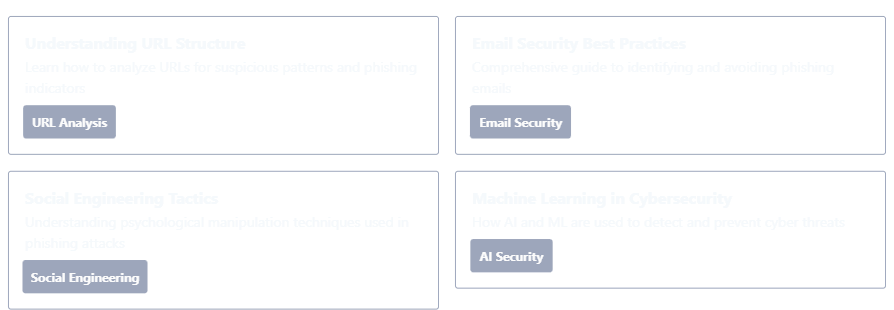 Understanding URL Structure
Learn how to analyze URLs for suspicious patterns and phishing
indicators
URL Analysis
Email Security Best Practices
Comprehensive guide to identifying and avoiding phishing
emails
Email Security
Social Engineering Tactics
Understanding psychological manipulation techniques used in
phishing attacks
Social Engineering
Machine Learning in Cybersecurity
How AI and ML are used to detect and prevent cyber threats
AI Security